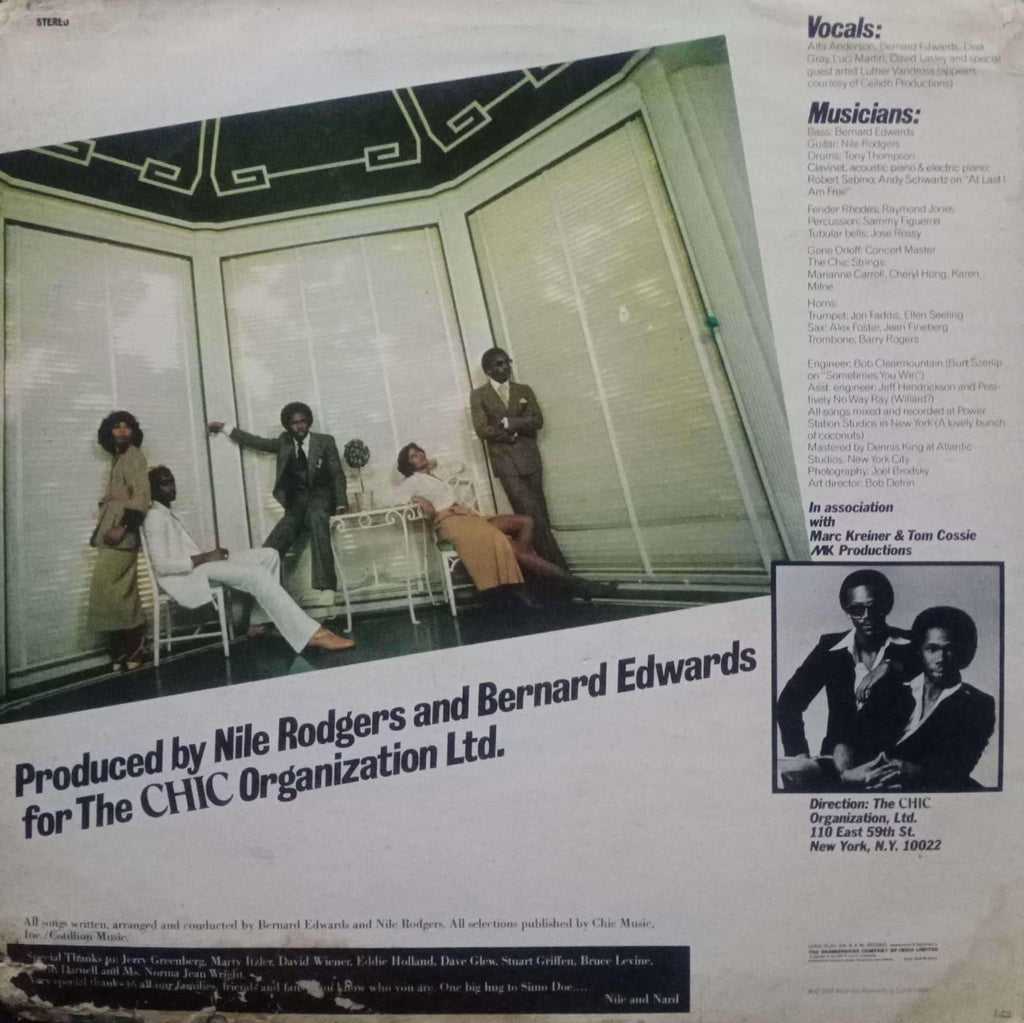 STEREO
Vocals:
Alfa Anderson, Bernard Edwards, Diva
Gray, Luci Martin, David Lasley and special
guest artist Luther Vandross (appears
courtesy of Ceilidh Productions)
Musicians:
Bass: Bernard Edwards
Guitar: Nile Rodgers
Drums: Tony Thompson
Clavinet, acoustic piano & electric piano:
Robert Sabino; Andy Schwartz on "At Last I
Am Free"
Fender Rhodes: Raymond Jones
Percussion: Sammy Figueroa
Tubular bells: Jose Rossy
Gene Orloff: Concert Master
The Chic Strings:
Marianne Carroll, Cheryl Hong, Karen
Milne
Horns:
Trumpet: Jon Faddis, Ellen Seeling
Sax: Alex Foster, Jean Fineberg
Trombone: Barry Rogers
Engineer: Bob Clearmountain (Burt Szerlip
on "Sometimes You Win")
Asst. engineer: Jeff Hendrickson and Posi-
tively No Way Ray (Willard?)
All songs mixed and recorded at Power
Station Studios in New York (A lovely bunch
of coconuts)
Mastered by Dennis King at Atlantic
Studios, New York City.
Photography: Joel Brodsky
Art director: Bob Defrin
In association
with
Marc Kreiner & Tom Cossie
MK Productions
Produced by Nile Rodgers and Bernard Edwards
for The CHIC Organization Ltd.
Direction: The CHIC
Organization, Ltd.
110 East 59th St.
New York, N.Y. 10022
All songs written, arranged and conducted by Bernard Edwards and Nile Rodgers. All selections published by Chic Music,
Inc./Cotillion Music.
Special Thanks to: Jerry Greenberg, Marty Itzler, David Wiener, Eddie Holland, Dave Glew, Stuart Griffen, Bruce Levine,
Darnell and Ms. Norma Jean Wright.
Very special thanks to all our families, friends and fans you know who you are. One big hug to Simo Doe....
Nile and Nard
THE GRAMOPHONE COMPANY OF INDIA LIMITED